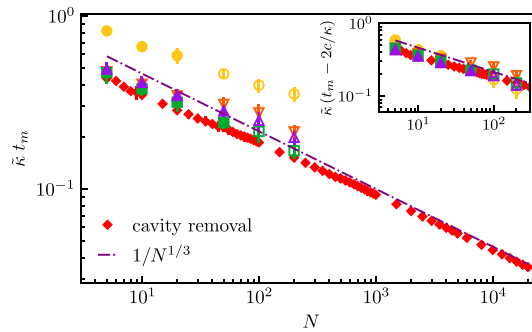 10⁰
10⁻¹
κ̃ t_m
10¹
10²
10³
10⁴
N
cavity removal
1/N^{1/3}
10⁰
10⁻¹
κ̃ (t_m − 2c/κ)
10¹
10²